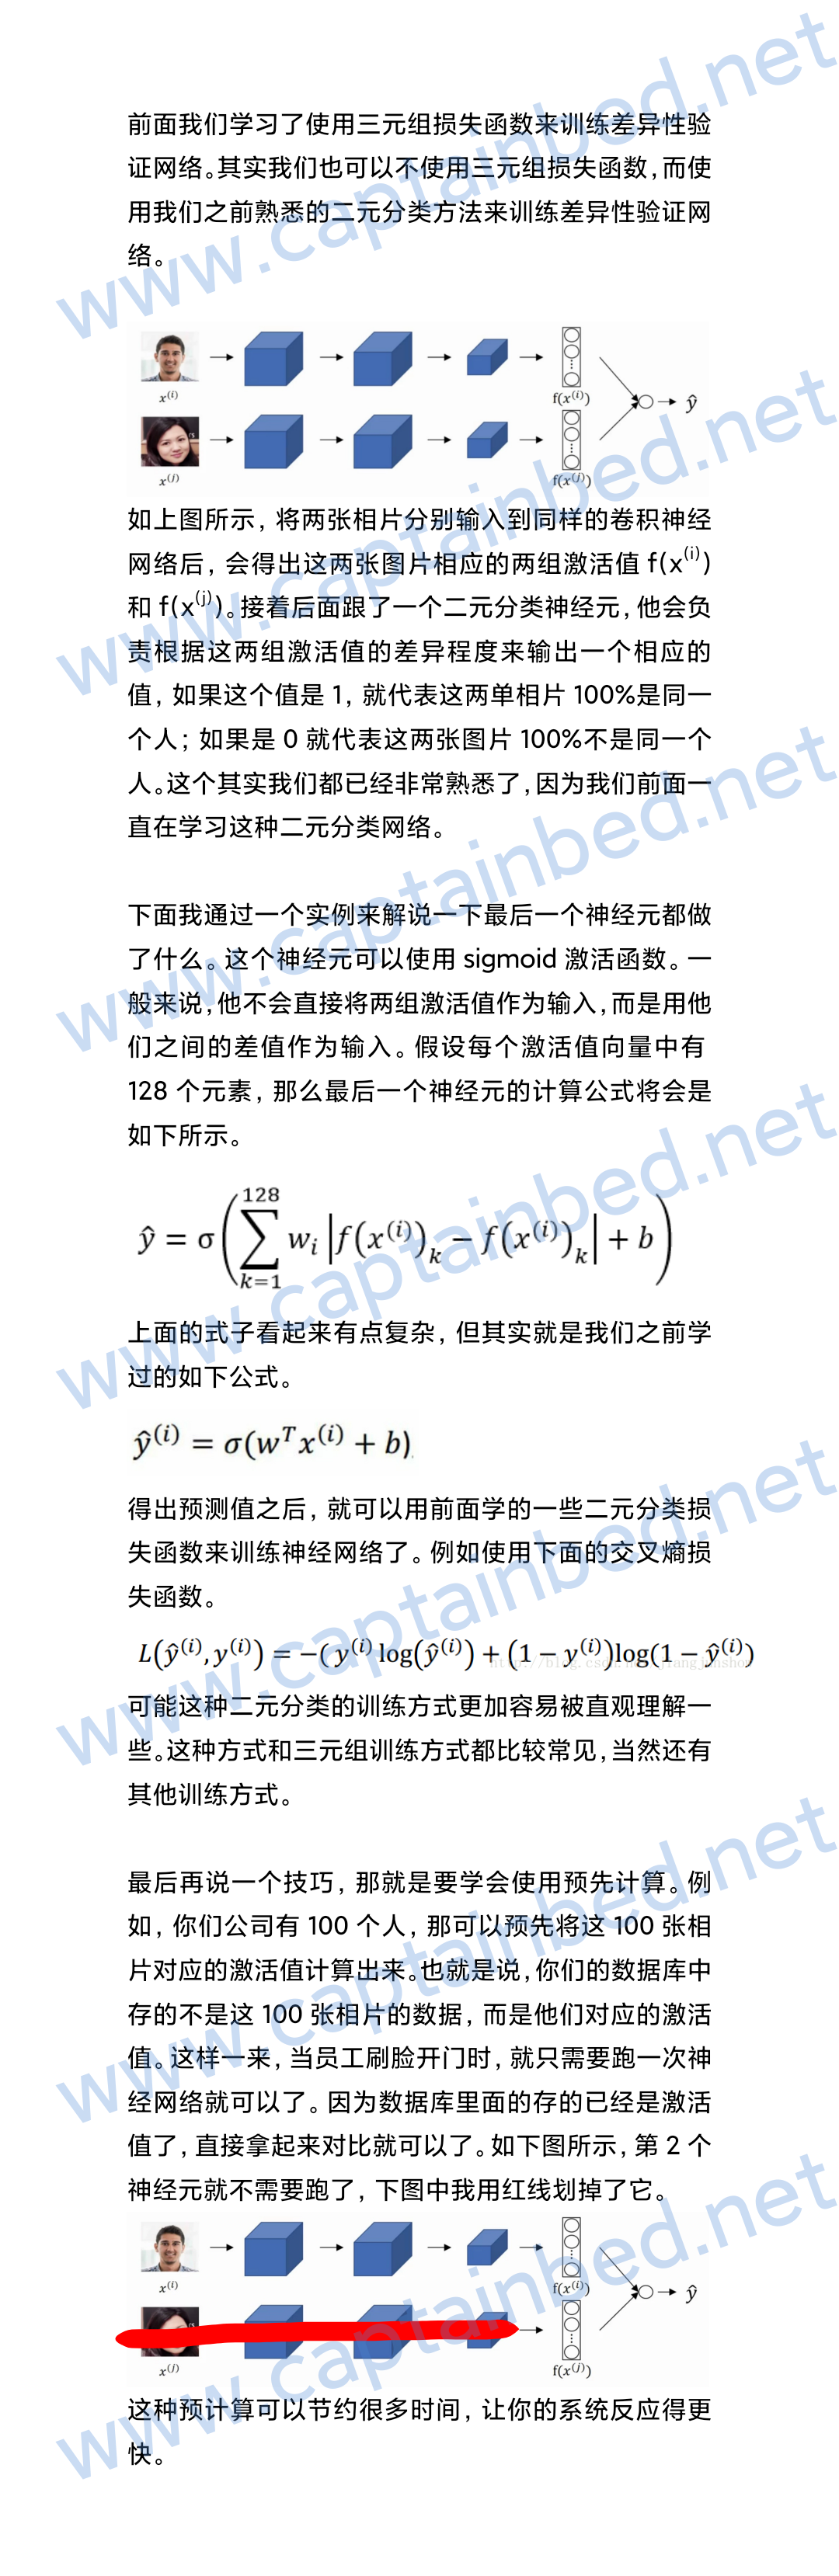 前面我们学习了使用三元组损失函数来训练差异性验
证网络。其实我们也可以不使用三元组损失函数,而使
用我们之前熟悉的二元分类方法来训练差异性验证网
络。
x⁽ⁱ⁾
f(x⁽ⁱ⁾)
ŷ
x⁽ʲ⁾
f(x⁽ʲ⁾)
如上图所示, 将两张相片分别输入到同样的卷积神经
网络后, 会得出这两张图片相应的两组激活值 f(x⁽ⁱ⁾)
和 f(x⁽ʲ⁾)。接着后面跟了一个二元分类神经元,他会负
责根据这两组激活值的差异程度来输出一个相应的
值, 如果这个值是 1, 就代表这两单相片 100%是同一
个人; 如果是 0 就代表这两张图片 100%不是同一个
人。这个其实我们都已经非常熟悉了,因为我们前面一
直在学习这种二元分类网络。
下面我通过一个实例来解说一下最后一个神经元都做
了什么。这个神经元可以使用 sigmoid 激活函数。一
般来说,他不会直接将两组激活值作为输入,而是用他
们之间的差值作为输入。假设每个激活值向量中有
128 个元素, 那么最后一个神经元的计算公式将会是
如下所示。
ŷ = σ(∑_{k=1}^{128} wᵢ |f(x⁽ⁱ⁾)ₖ − f(x⁽ⁱ⁾)ₖ| + b)
上面的式子看起来有点复杂, 但其实就是我们之前学
过的如下公式。
ŷ⁽ⁱ⁾ = σ(wᵀx⁽ⁱ⁾ + b)
得出预测值之后, 就可以用前面学的一些二元分类损
失函数来训练神经网络了。例如使用下面的交叉熵损
失函数。
L(ŷ⁽ⁱ⁾, y⁽ⁱ⁾) = −( y⁽ⁱ⁾ log(ŷ⁽ⁱ⁾) + (1 − y⁽ⁱ⁾)log(1 − ŷ⁽ⁱ⁾)
可能这种二元分类的训练方式更加容易被直观理解一
些。这种方式和三元组训练方式都比较常见,当然还有
其他训练方式。
最后再说一个技巧, 那就是要学会使用预先计算。例
如, 你们公司有 100 个人, 那可以预先将这 100 张相
片对应的激活值计算出来。也就是说,你们的数据库中
存的不是这 100 张相片的数据, 而是他们对应的激活
值。这样一来, 当员工刷脸开门时, 就只需要跑一次神
经网络就可以了。因为数据库里面的存的已经是激活
值了, 直接拿起来对比就可以了。如下图所示, 第 2 个
神经元就不需要跑了, 下图中我用红线划掉了它。
x⁽ⁱ⁾
f(x⁽ⁱ⁾)
ŷ
x⁽ʲ⁾
f(x⁽ʲ⁾)
这种预计算可以节约很多时间, 让你的系统反应得更
快。
www.captainbed.net
www.captainbed.net
www.captainbed.net
www.captainbed.net
www.captainbed.net
www.captainbed.net
www.captainbed.net